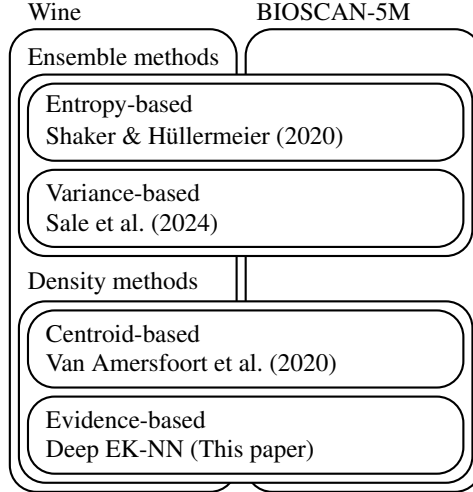 Wine BIOSCAN-5M
Ensemble methods
Entropy-based
Shaker & Hüllermeier (2020)
Variance-based
Sale et al. (2024)
Density methods
Centroid-based
Van Amersfoort et al. (2020)
Evidence-based
Deep EK-NN (This paper)